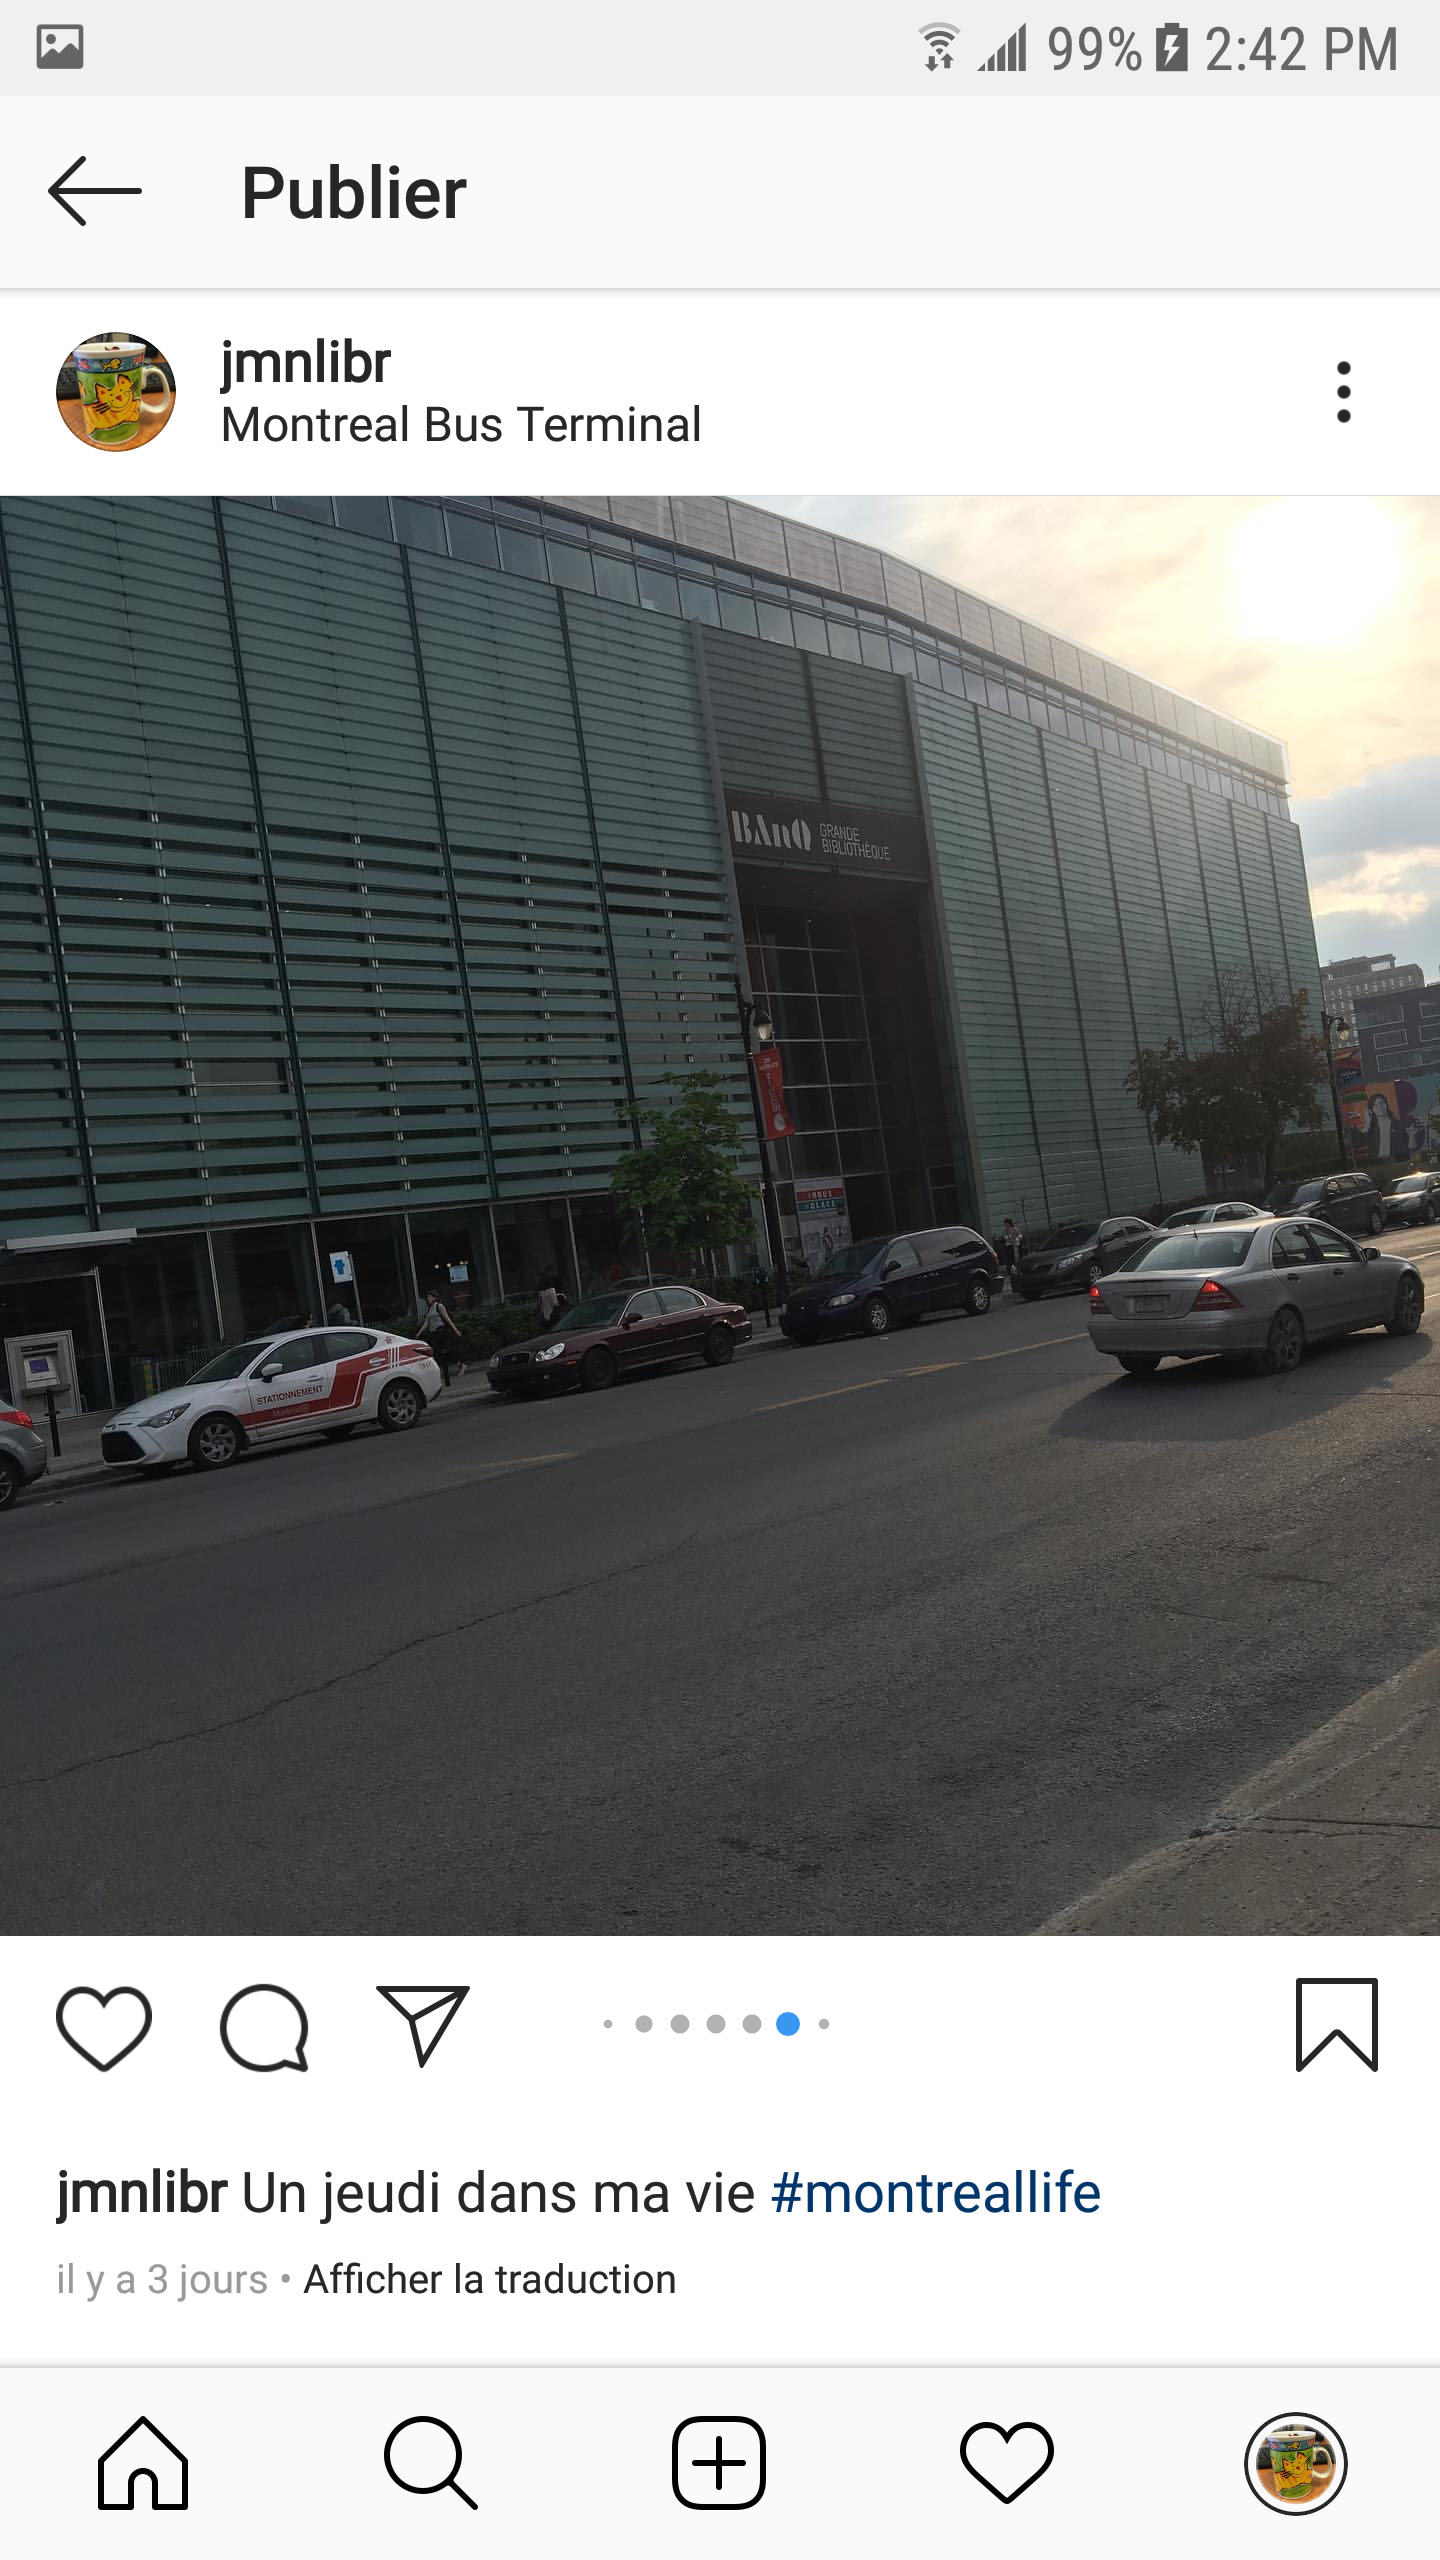 99% 2:42 PM
Publier
jmnlibr
Montreal Bus Terminal
BAnQ GRANDE
BIBLIOTHÈQUE
STATIONNEMENT
jmnlibr Un jeudi dans ma vie #montreallife
il y a 3 jours • Afficher la traduction